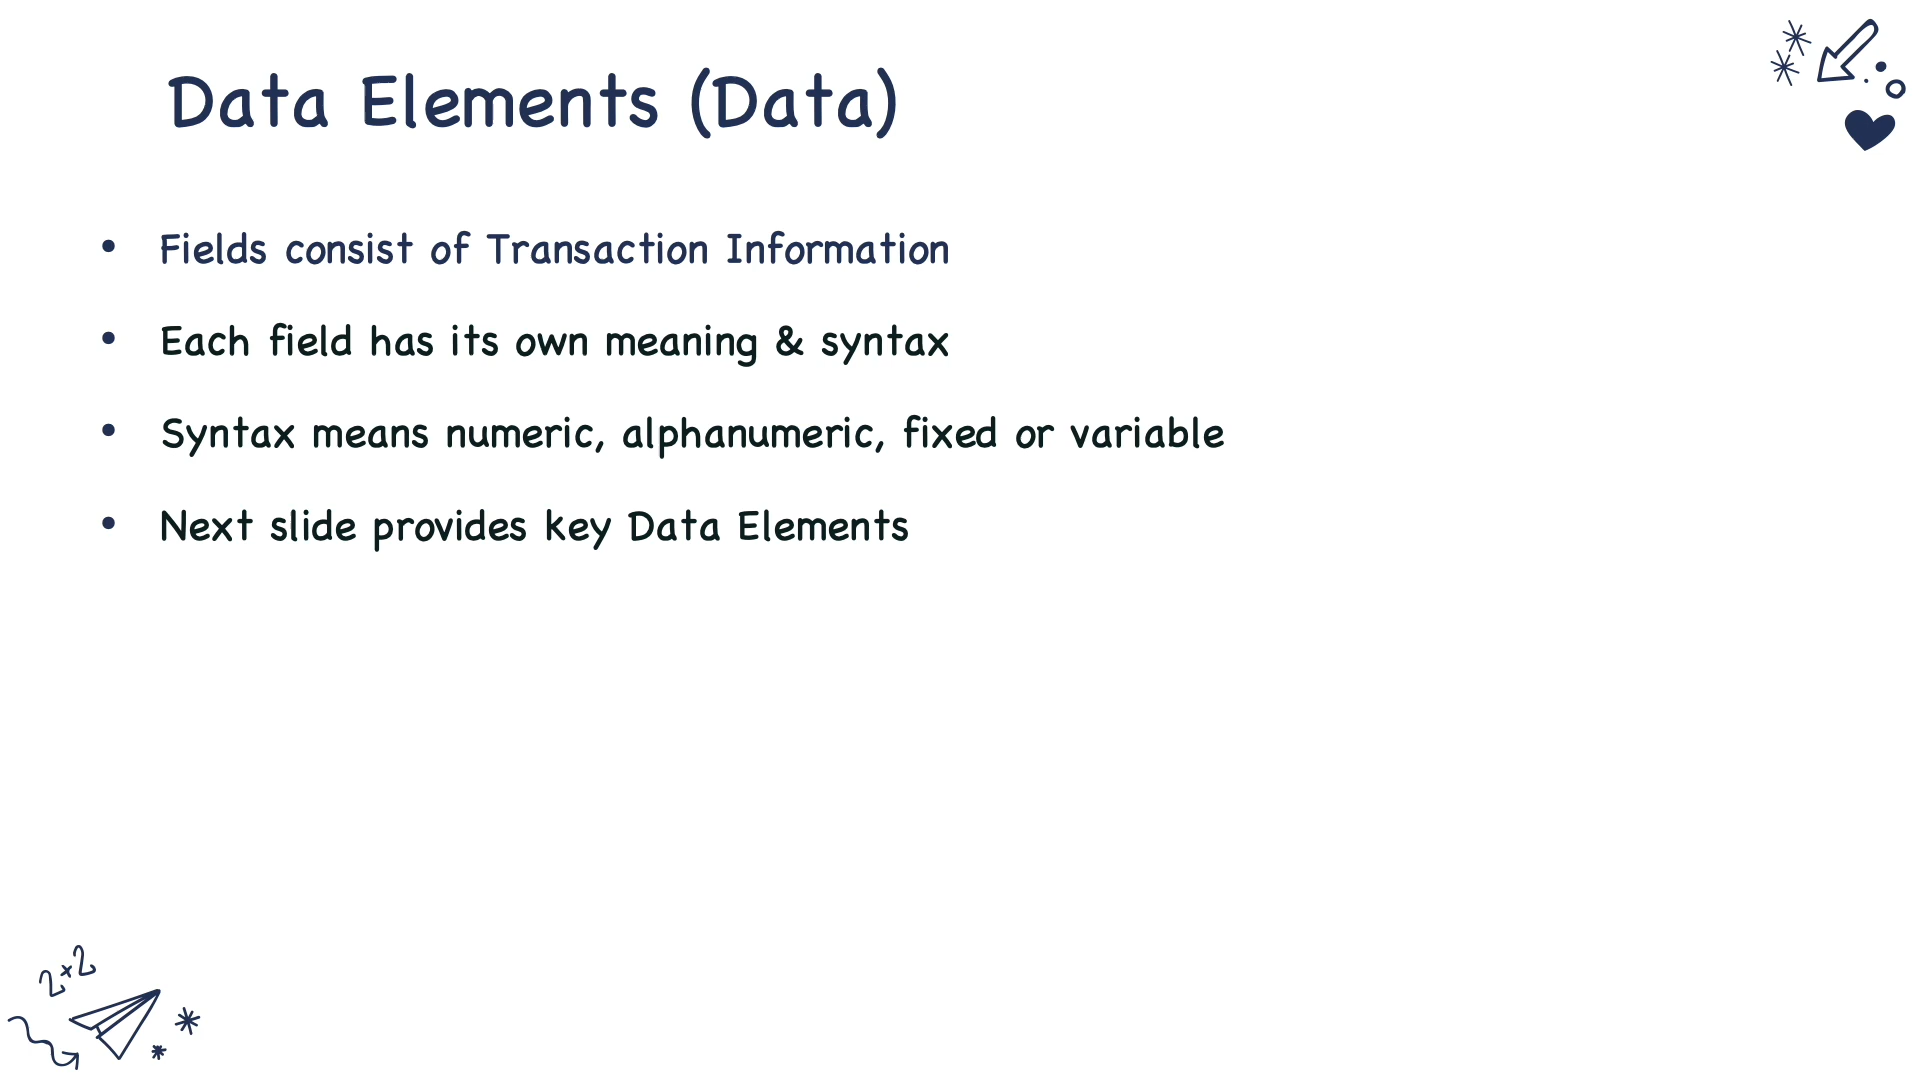 Data Elements (Data)
• Fields consist of Transaction Information
• Each field has its own meaning & syntax
• Syntax means numeric, alphanumeric, fixed or variable
• Next slide provides key Data Elements
2×2